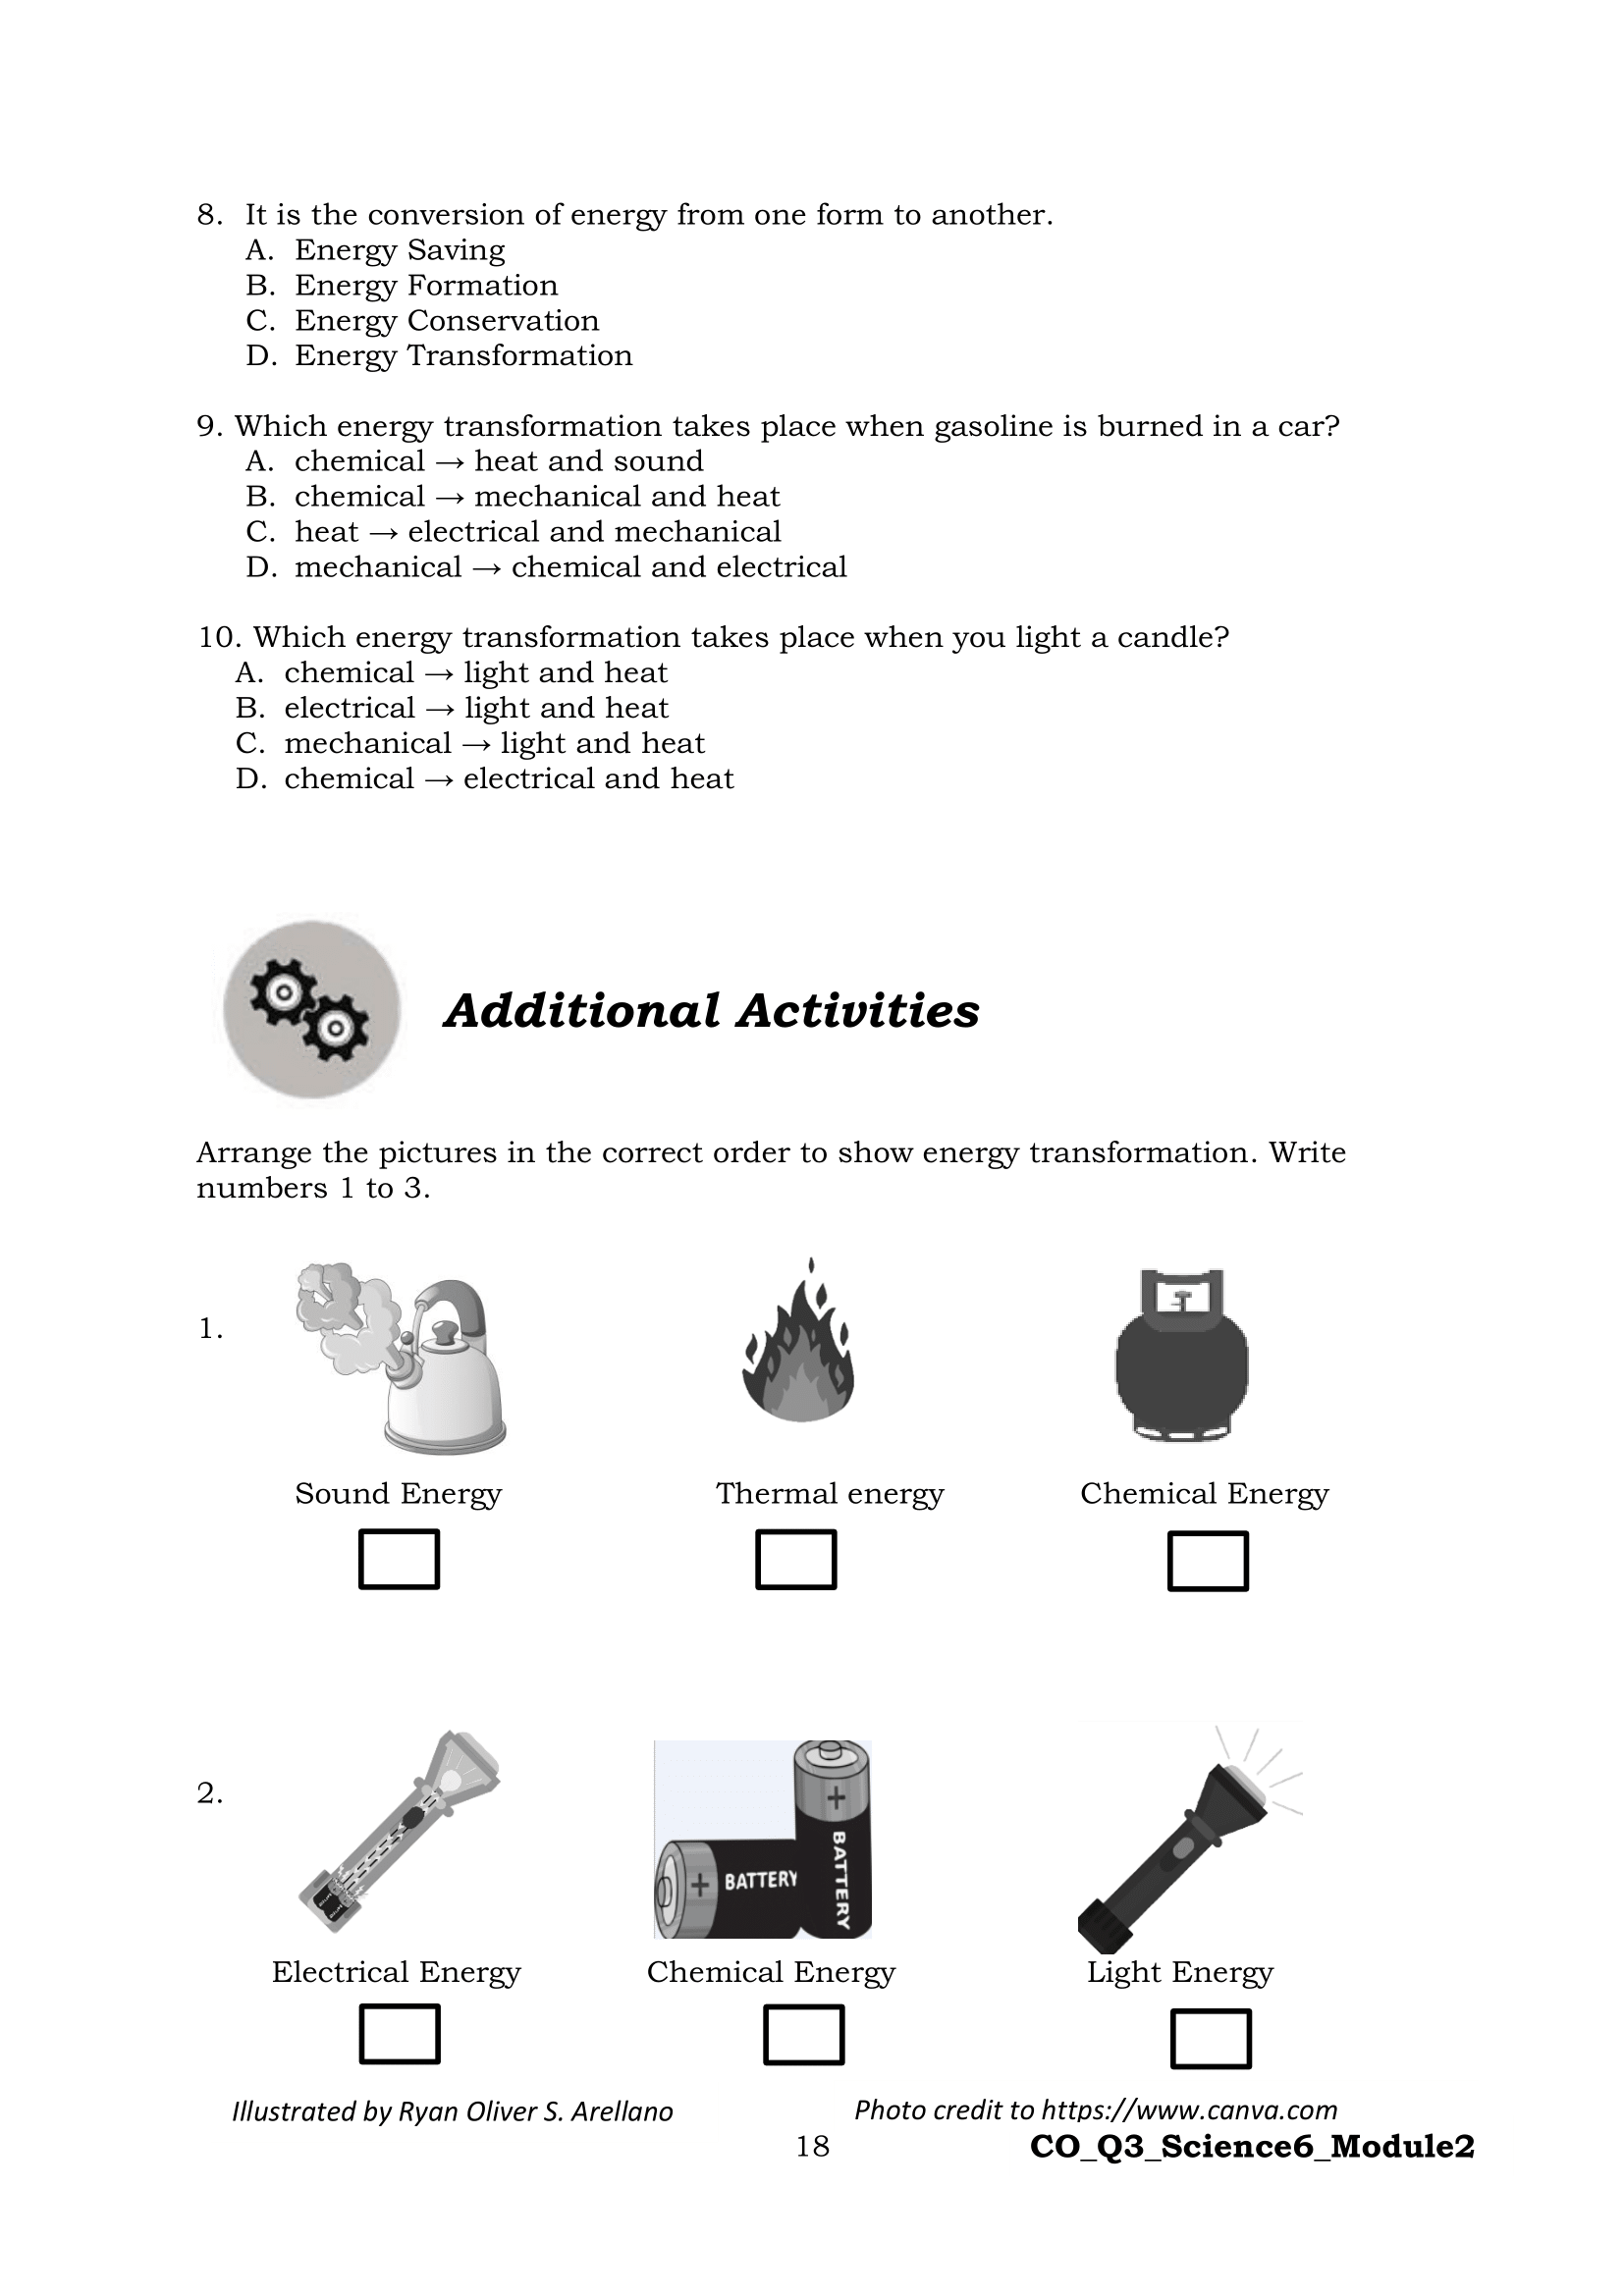 8. It is the conversion of energy from one form to another.
A. Energy Saving
B. Energy Formation
C. Energy Conservation
D. Energy Transformation
9. Which energy transformation takes place when gasoline is burned in a car?
A. chemical → heat and sound
B. chemical → mechanical and heat
C. heat → electrical and mechanical
D. mechanical → chemical and electrical
10. Which energy transformation takes place when you light a candle?
A. chemical → light and heat
B. electrical → light and heat
C. mechanical → light and heat
D. chemical → electrical and heat
Additional Activities
Arrange the pictures in the correct order to show energy transformation. Write
numbers 1 to 3.
1.
Sound Energy Thermal energy Chemical Energy
2.
+ BATTERY
+ BATTERY
Electrical Energy Chemical Energy Light Energy
Illustrated by Ryan Oliver S. Arellano Photo credit to https://www.canva.com
18 CO_Q3_Science6_Module2